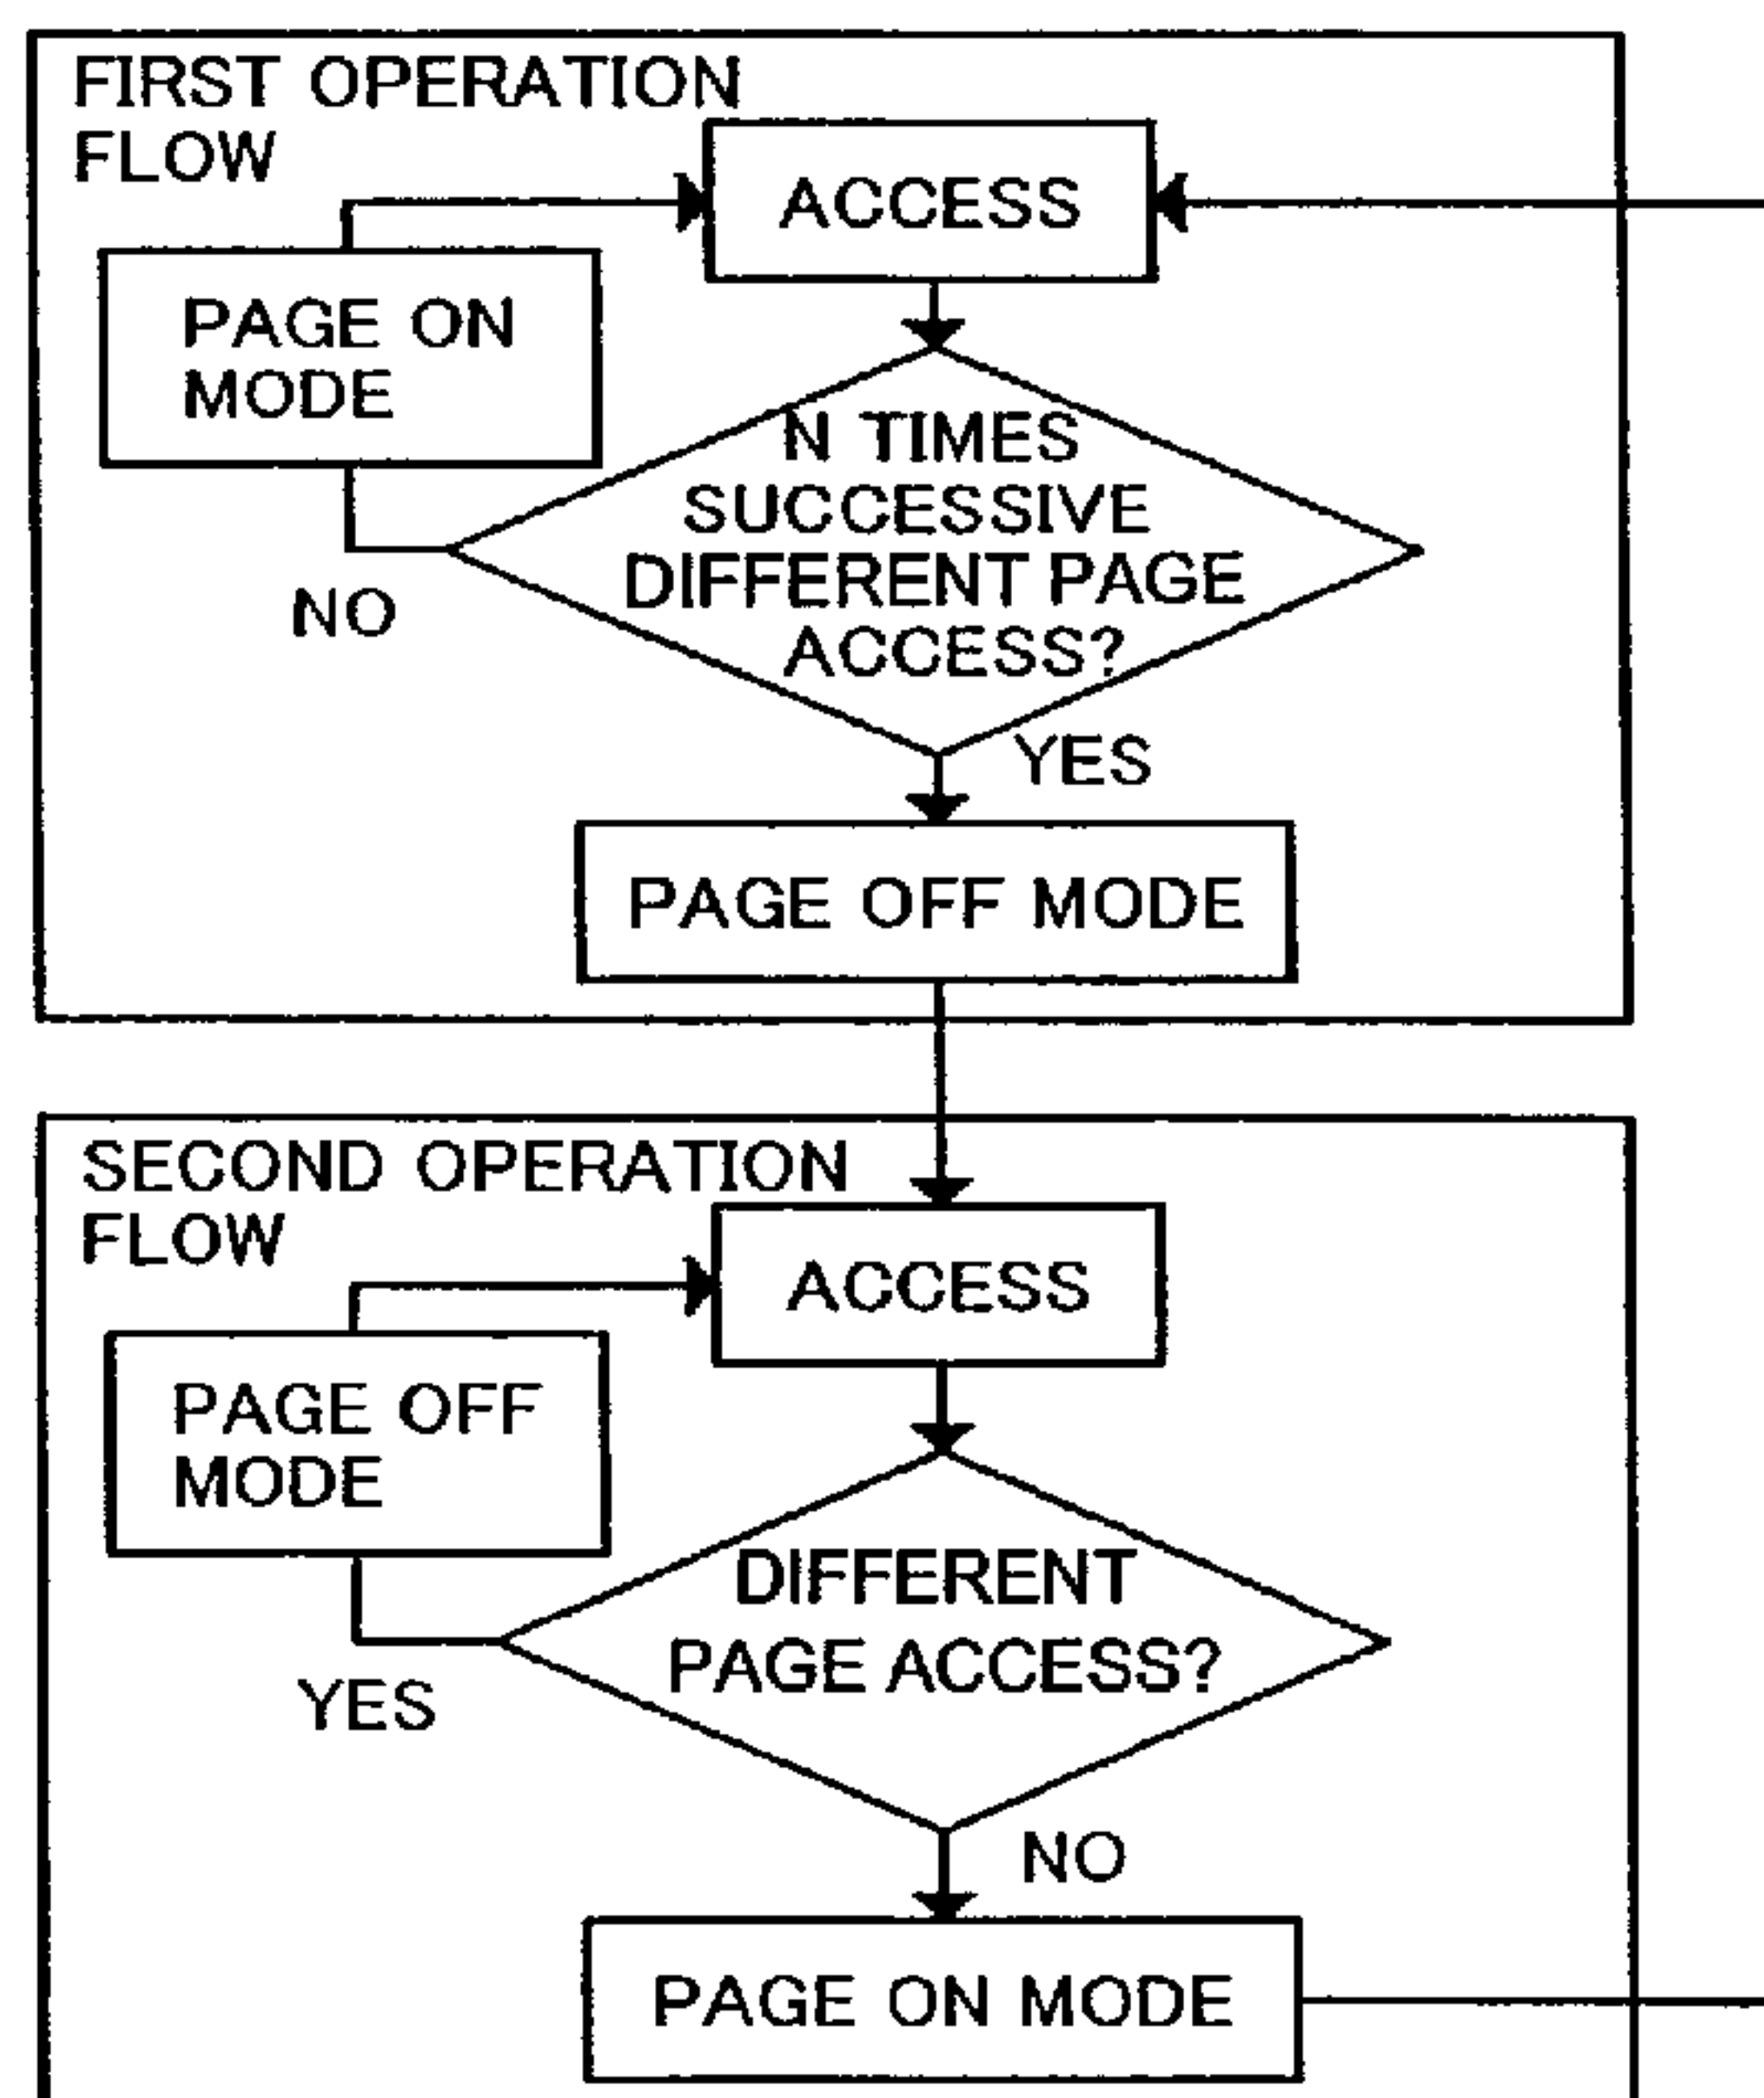 FIRST OPERATION
FLOW
ACCESS
PAGE ON
MODE
N TIMES
SUCCESSIVE
DIFFERENT PAGE
ACCESS?
NO
YES
PAGE OFF MODE
SECOND OPERATION
FLOW
ACCESS
PAGE OFF
MODE
DIFFERENT
PAGE ACCESS?
YES
NO
PAGE ON MODE